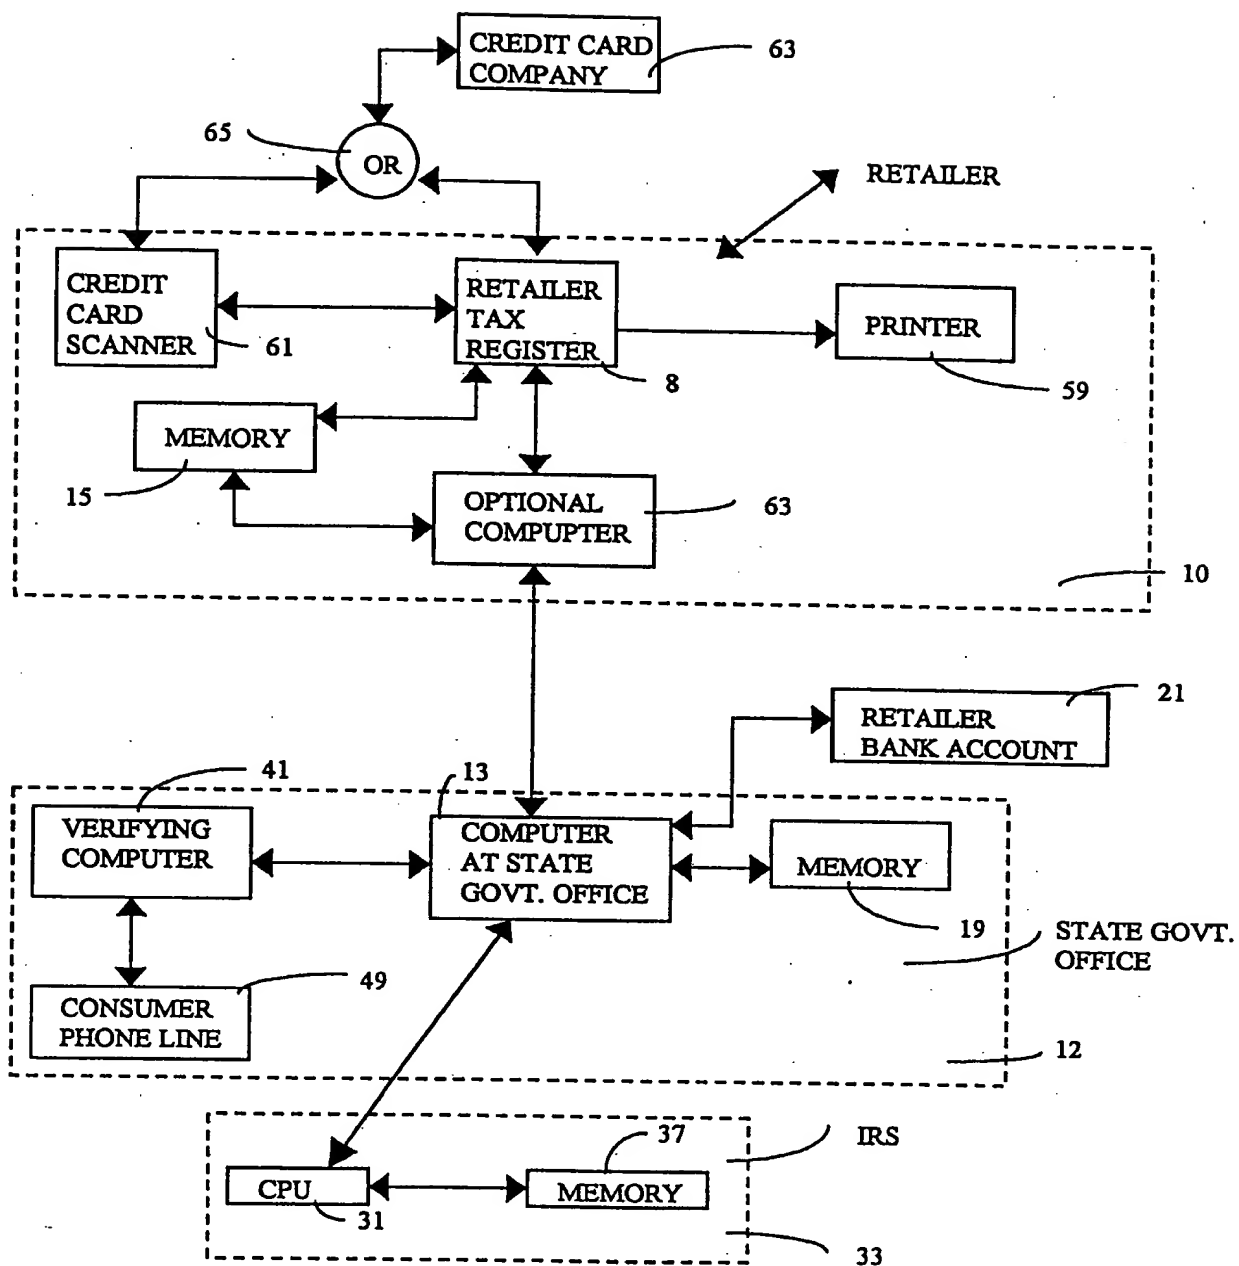 CREDIT CARD
COMPANY
63
65
OR
RETAILER
CREDIT
CARD
SCANNER
61
RETAILER
TAX
REGISTER
8
PRINTER
59
MEMORY
15
OPTIONAL
COMPUPTER
63
10
21
RETAILER
BANK ACCOUNT
41
13
VERIFYING
COMPUTER
COMPUTER
AT STATE
GOVT. OFFICE
MEMORY
19
STATE GOVT.
OFFICE
49
CONSUMER
PHONE LINE
12
37
IRS
CPU
31
MEMORY
33